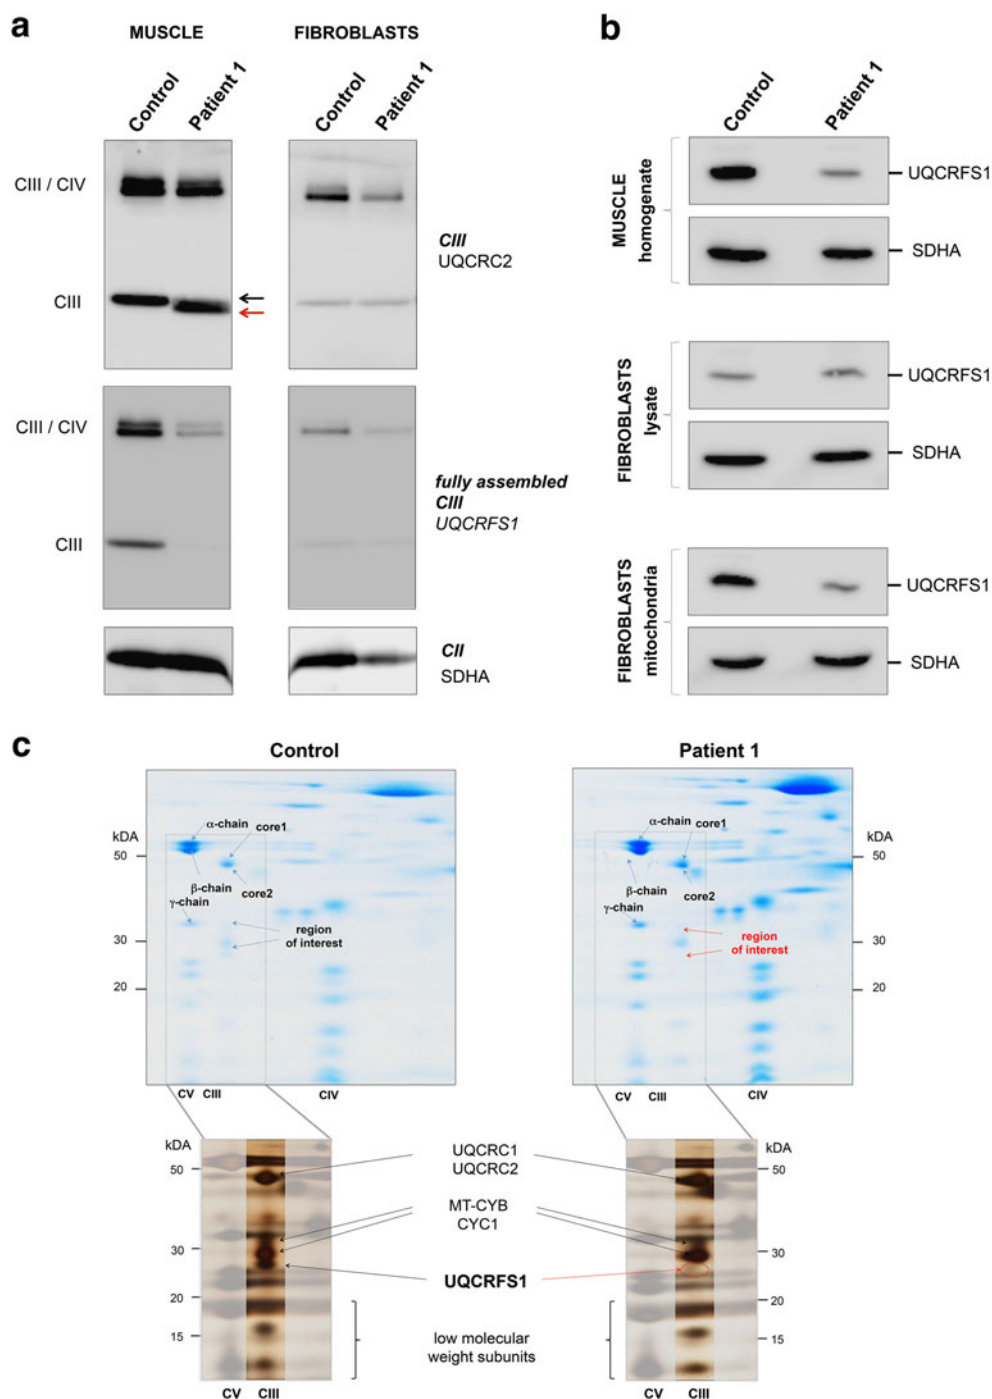 a
MUSCLE
FIBROBLASTS
Control
Patient 1
Control
Patient 1
CIII / CIV
CIII
CIII
UQCRC2
CIII / CIV
CIII
fully assembled
CIII
UQCRFS1
CII
SDHA
b
Control
Patient 1
MUSCLE
homogenate
UQCRFS1
SDHA
FIBROBLASTS
lysate
UQCRFS1
SDHA
FIBROBLASTS
mitochondria
UQCRFS1
SDHA
c
Control
kDA
50
30
20
α-chain
core1
β-chain
core2
γ-chain
region
of interest
CV
CIII
CIV
Patient 1
α-chain
core1
β-chain
core2
γ-chain
region
of interest
kDA
50
30
20
CV
CIII
CIV
kDA
50
30
20
15
CV
CIII
UQCRC1
UQCRC2
MT-CYB
CYC1
UQCRFS1
low molecular
weight subunits
kDA
50
30
20
15
CV
CIII